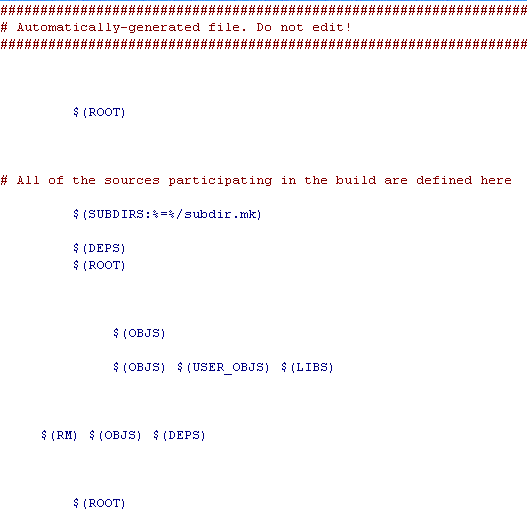 ##################################################################
# Automatically-generated file. Do not edit!
##################################################################
$(ROOT)
# All of the sources participating in the build are defined here
$(SUBDIRS:%=%/subdir.mk)
$(DEPS)
$(ROOT)
$(OBJS)
$(OBJS) $(USER_OBJS) $(LIBS)
$(RM) $(OBJS) $(DEPS)
$(ROOT)